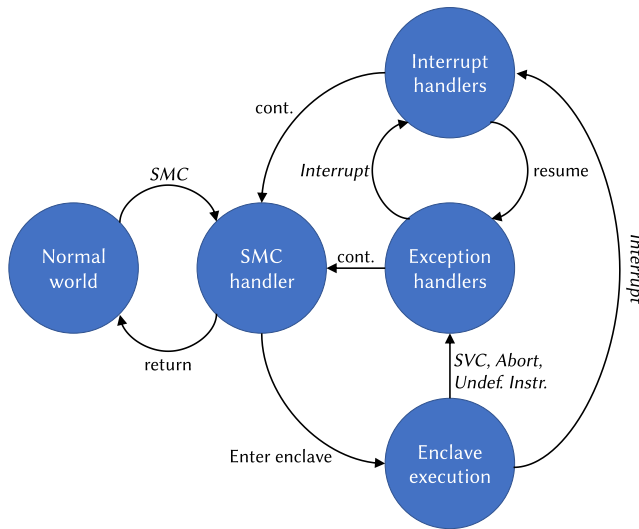 Interrupt
handlers
cont.
Interrupt
resume
SMC
Normal
world
SMC
handler
cont.
Exception
handlers
Interrupt
return
SVC, Abort,
Undef. Instr.
Enter enclave
Enclave
execution